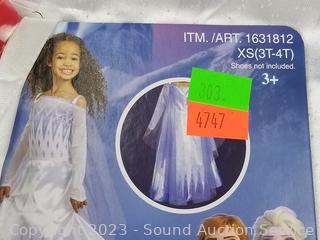 ITM. /ART. 1631812
XS(3T-4T)
Shoes not included.
3+
303.
4747
Copyright 2023 - Sound Auction Service